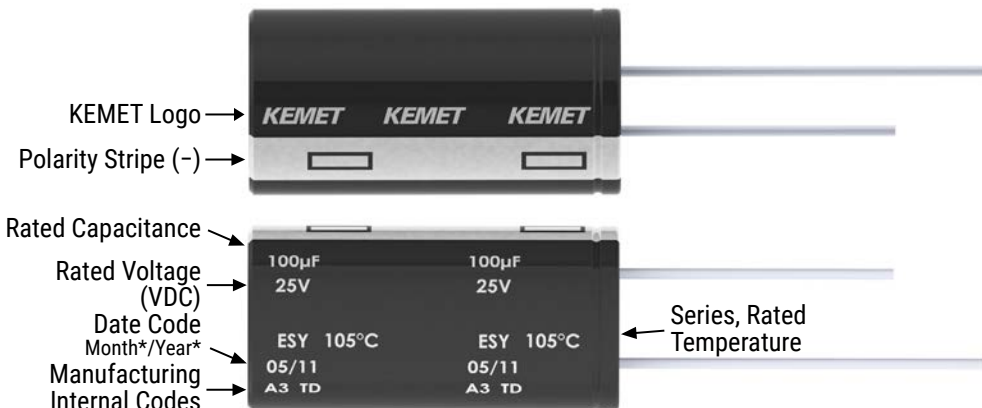 KEMET Logo
KEMET KEMET KEMET
Polarity Stripe (−)
Rated Capacitance
100µF 100µF
Rated Voltage
(VDC)
25V 25V
Date Code
Month*/Year*
ESY 105°C ESY 105°C
Series, Rated
Temperature
05/11 05/11
Manufacturing
Internal Codes
A3 TD A3 TD